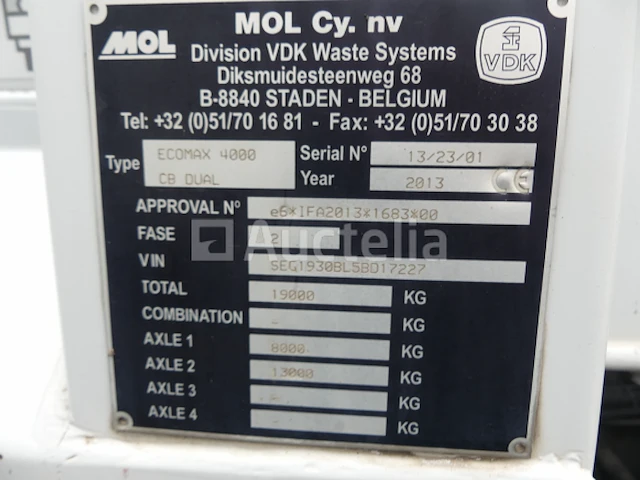 MOL
MOL Cy. nv
Division VDK Waste Systems
Diksmuidesteenweg 68
B-8840 STADEN - BELGIUM
VDK
Tel: +32 (0)51/70 16 81 - Fax: +32 (0)51/70 30 38
Type ECOMAX 4000 Serial N° 13/23/01
CB DUAL Year 2013 CE
APPROVAL N° e6*IFA2013*1683*00
FASE 2
Auctelia
VIN SEG1930BL5BD17227
TOTAL 19000 KG
COMBINATION - KG
AXLE 1 8000 KG
AXLE 2 13000 KG
AXLE 3 - KG
AXLE 4 - KG